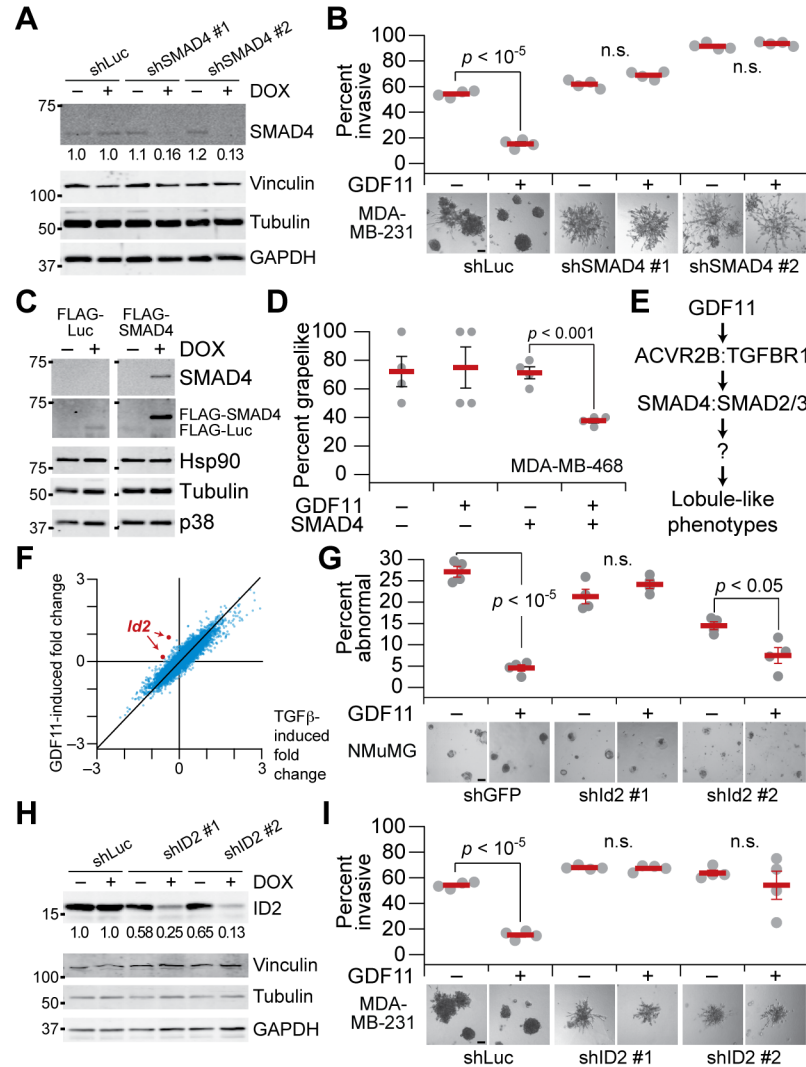 A
shLuc
shSMAD4 #1
shSMAD4 #2
– + – + – + DOX
75
SMAD4
1.0 1.0 1.1 0.16 1.2 0.13
Vinculin
100
50
Tubulin
37
GAPDH
B
Percent invasive
100
80
60
40
20
0
p < 10-5
n.s.
n.s.
GDF11 – + – + – +
MDA-
MB-231
shLuc shSMAD4 #1 shSMAD4 #2
C
FLAG-
Luc
FLAG-
SMAD4
– + – + DOX
75
SMAD4
75
FLAG-SMAD4
FLAG-Luc
75
Hsp90
50
Tubulin
37
p38
D
Percent grapelike
100
80
60
40
20
0
p < 0.001
MDA-MB-468
GDF11 – + – +
SMAD4 – – + +
E
GDF11
ACVR2B:TGFBR1
SMAD4:SMAD2/3
?
Lobule-like
phenotypes
F
GDF11-induced fold change
3
0
–3
Id2
–3 0 3
TGFβ-
induced
fold
change
G
Percent
abnormal
30
25
20
15
10
5
0
p < 10-5
n.s.
p < 0.05
GDF11 – + – + – +
NMuMG
shGFP shId2 #1 shId2 #2
H
shLuc
shID2 #1
shID2 #2
– + – + – + DOX
15
ID2
1.0 1.0 0.58 0.25 0.65 0.13
Vinculin
100
50
Tubulin
37
GAPDH
I
Percent
invasive
100
80
60
40
20
0
p < 10-5
n.s.
n.s.
GDF11 – + – + – +
MDA-
MB-231
shLuc shID2 #1 shID2 #2